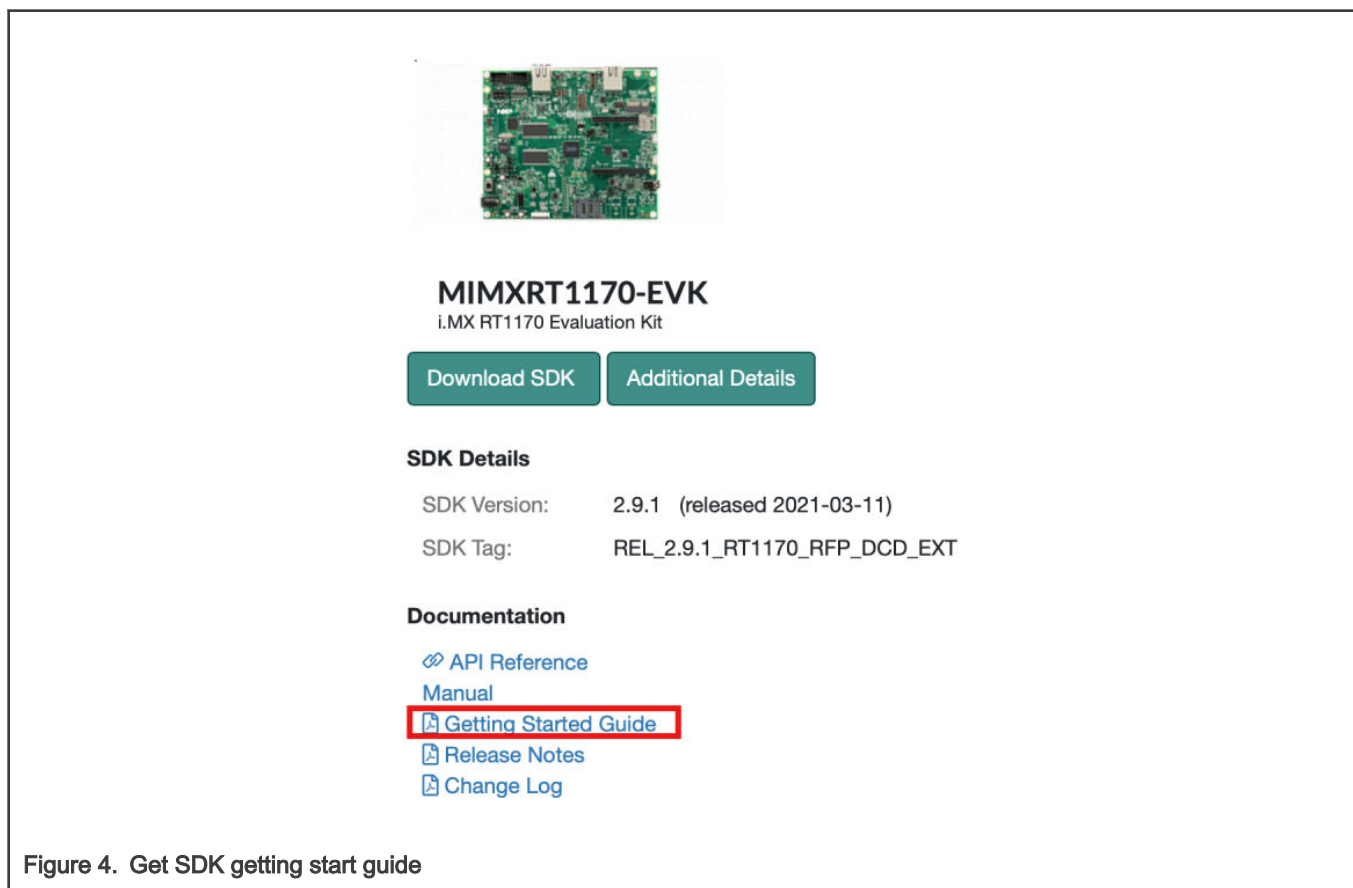 MIMXRT1170-EVK
i.MX RT1170 Evaluation Kit
Download SDK
Additional Details
SDK Details
SDK Version: 2.9.1 (released 2021-03-11)
SDK Tag: REL_2.9.1_RT1170_RFP_DCD_EXT
Documentation
API Reference
Manual
Getting Started Guide
Release Notes
Change Log
Figure 4. Get SDK getting start guide